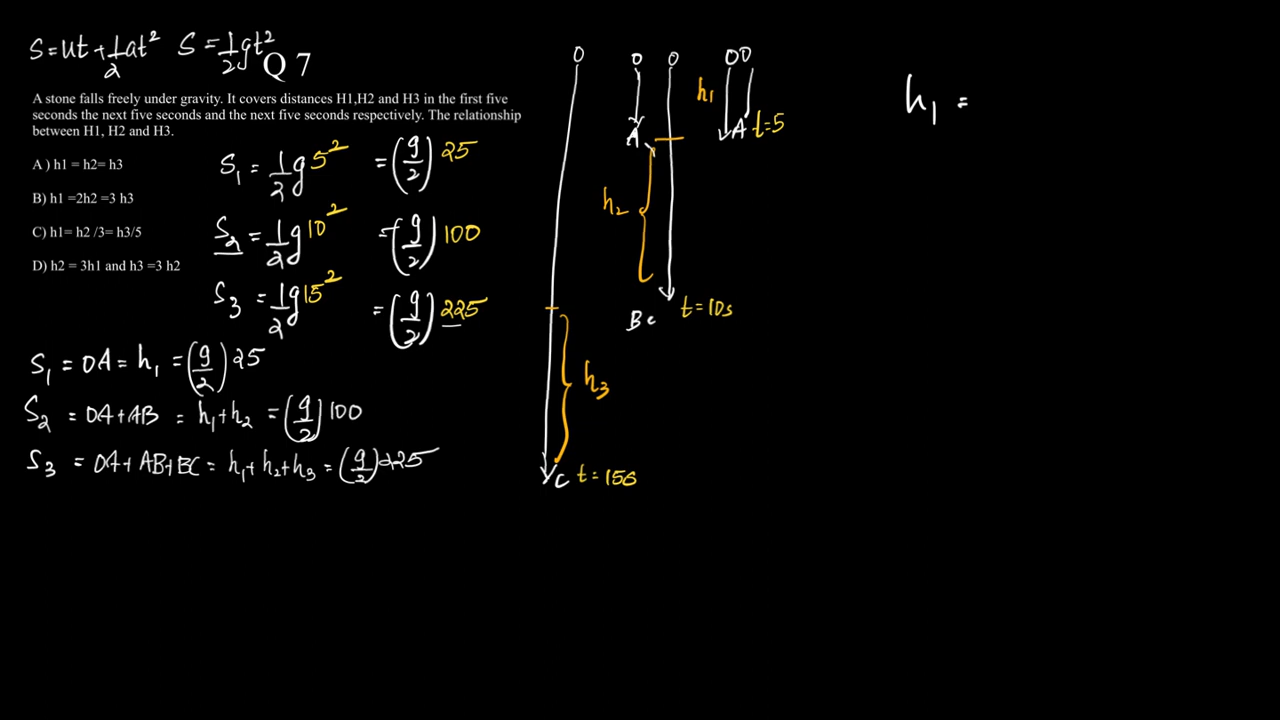 S=ut+1/2at² S=1/2gt²
Q 7
A stone falls freely under gravity. It covers distances H1,H2 and H3 in the first five
seconds the next five seconds and the next five seconds respectively. The relationship
between H1, H2 and H3.
A ) h1 = h2= h3
B) h1 =2h2 =3 h3
C) h1= h2 /3= h3/5
D) h2 = 3h1 and h3 =3 h2
S₁ = 1/2 g 5² = (g/2) 25
S₂ = 1/2 g 10² = (g/2) 100
S₃ = 1/2 g 15² = (g/2) 225
S₁ = OA = h₁ = (g/2) 25
S₂ = OA+AB = h₁+h₂ = (g/2) 100
S₃ = OA+AB+BC = h₁+h₂+h₃ = (g/2) 225
O O O O O
h₁
A A t=5
h₂
B t=10s
h₃
C t=15s
h₁ =